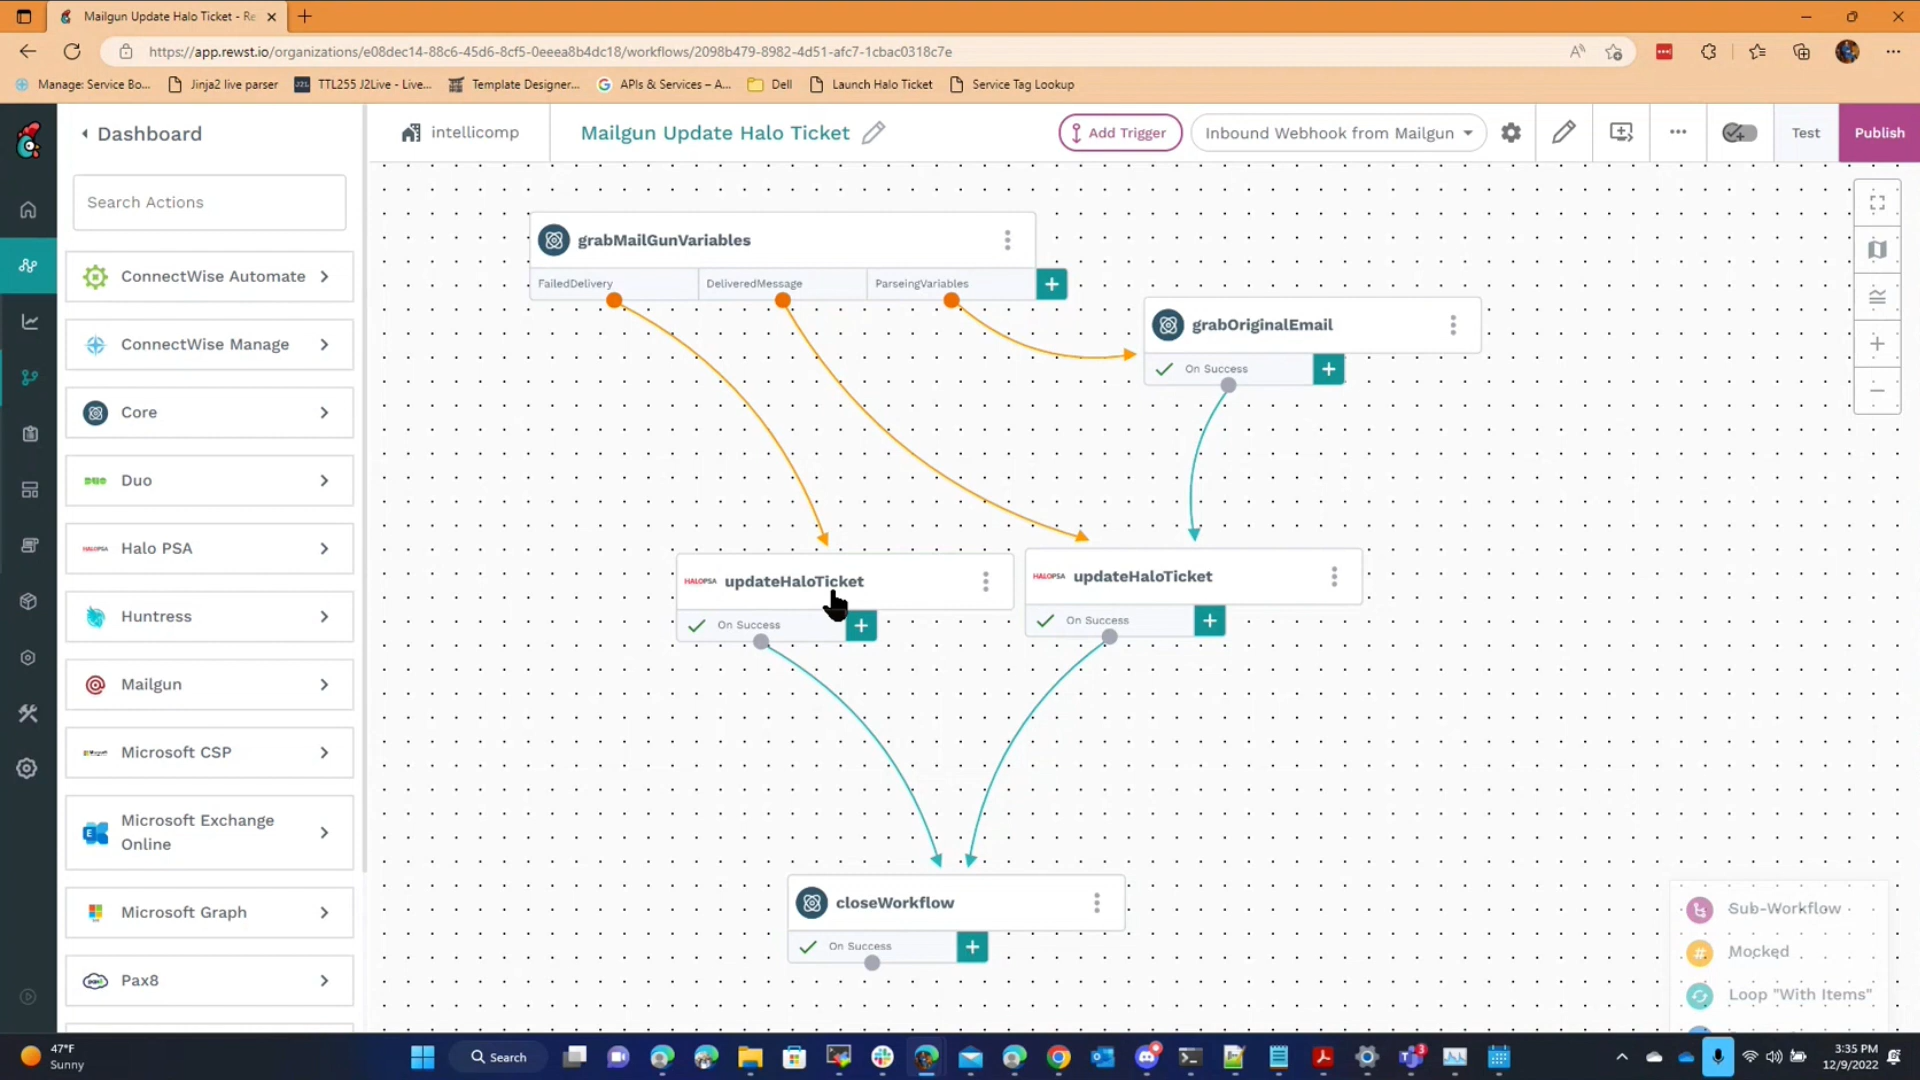 Mailgun Update Halo Ticket - Re
https://app.rewst.io/organizations/e08dec14-88c6-45d6-8cf5-0eeea8b4dc18/workflows/2098b479-8982-4d51-afc7-1cbac0318c7e
Manage: Service Bo...
Jinja2 live parser
TTL255 J2Live - Live...
Template Designer...
APIs & Services – A...
Dell
Launch Halo Ticket
Service Tag Lookup
Dashboard
intellicomp
Mailgun Update Halo Ticket
Add Trigger
Inbound Webhook from Mailgun
Test
Publish
Search Actions
ConnectWise Automate
ConnectWise Manage
Core
Duo
Halo PSA
Huntress
Mailgun
Microsoft CSP
Microsoft Exchange
Online
Microsoft Graph
Pax8
grabMailGunVariables
FailedDelivery
DeliveredMessage
ParseingVariables
grabOriginalEmail
On Success
HALOPSA
updateHaloTicket
On Success
HALOPSA
updateHaloTicket
On Success
closeWorkflow
On Success
Sub-Workflow
Mocked
Loop "With Items"
47°F
Sunny
Search
3:35 PM
12/9/2022